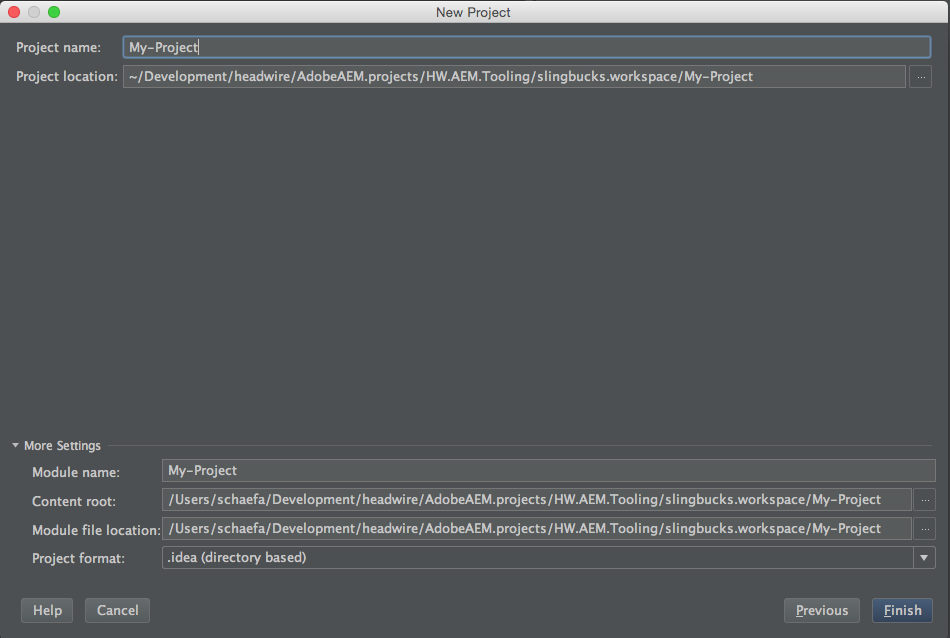 New Project
Project name: My-Project
Project location: ~/Development/headwire/AdobeAEM.projects/HW.AEM.Tooling/slingbucks.workspace/My-Project ...
More Settings
Module name: My-Project
Content root: /Users/schaefa/Development/headwire/AdobeAEM.projects/HW.AEM.Tooling/slingbucks.workspace/My-Project ...
Module file location: /Users/schaefa/Development/headwire/AdobeAEM.projects/HW.AEM.Tooling/slingbucks.workspace/My-Project ...
Project format: .idea (directory based)
Help Cancel Previous Finish